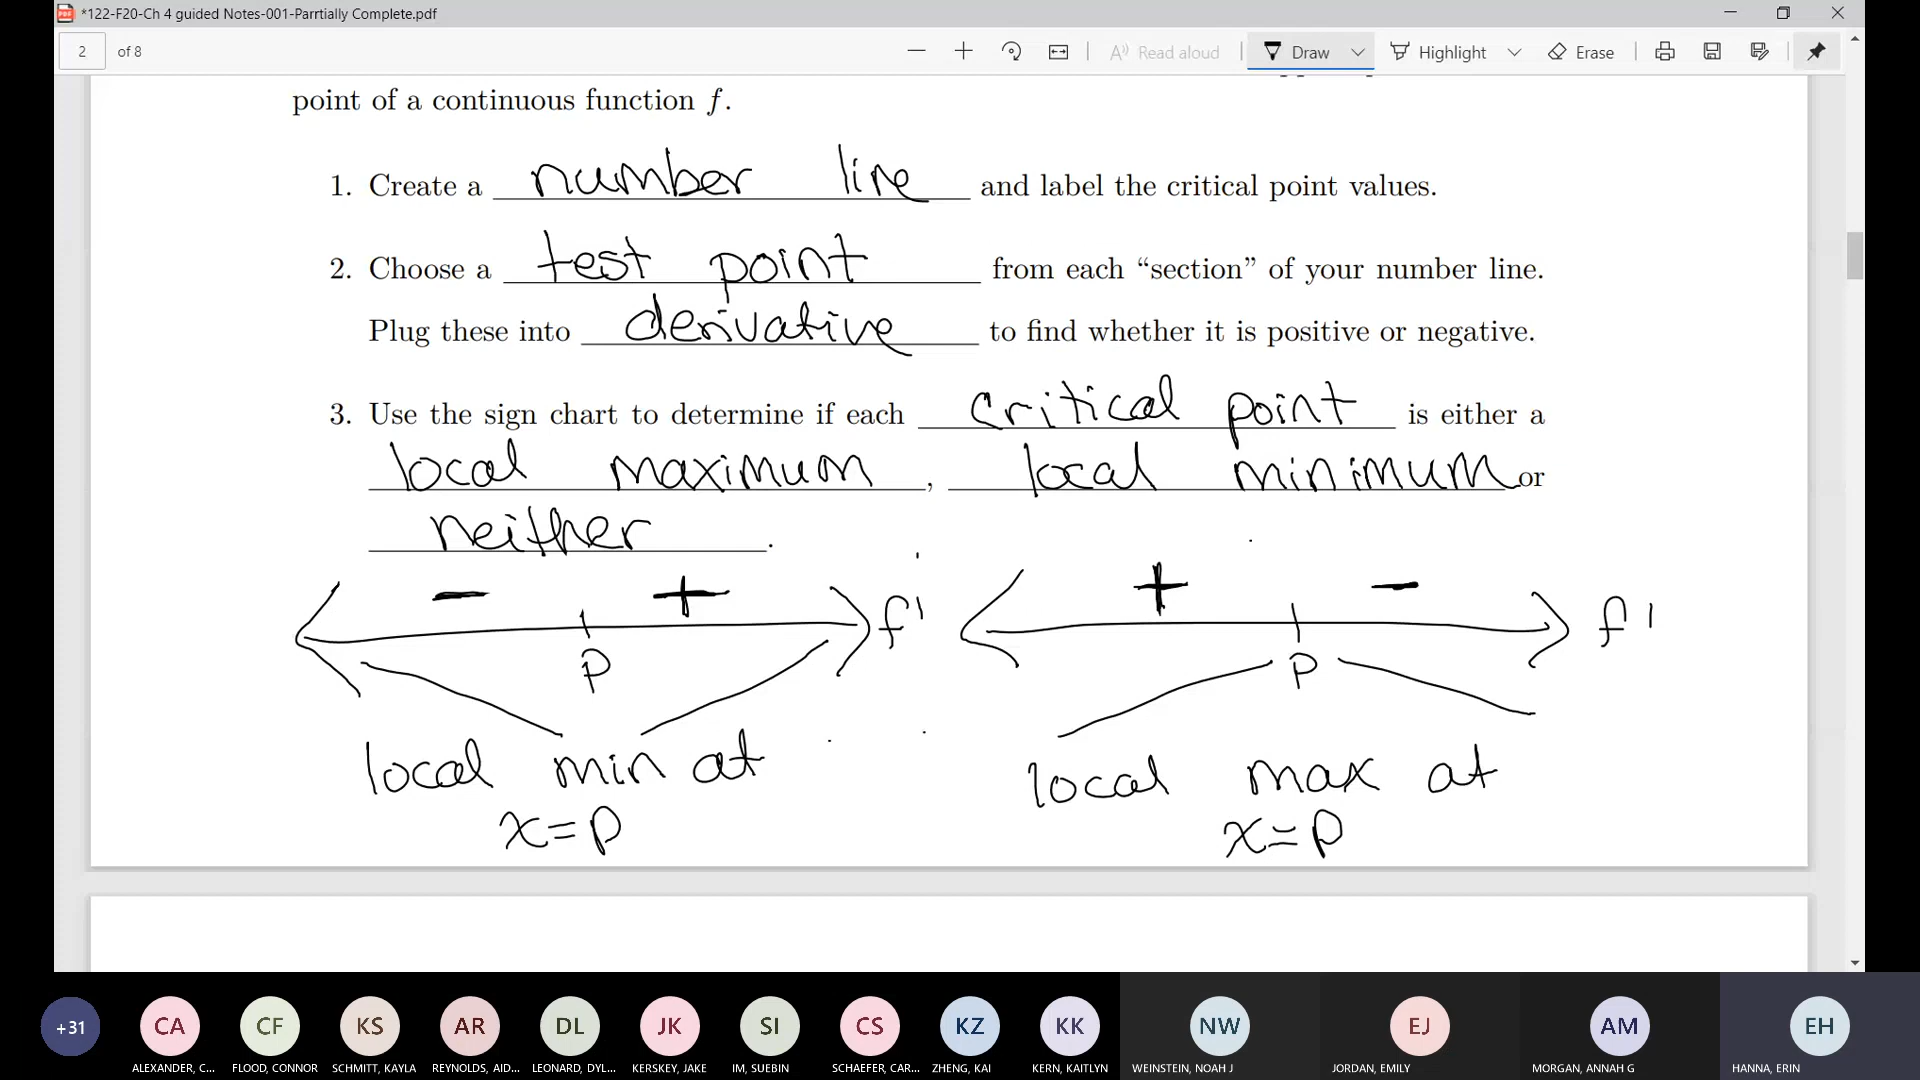 *122-F20-Ch 4 guided Notes-001-Parrtially Complete.pdf
2 of 8 Read aloud Draw Highlight Erase
point of a continuous function f.
1. Create a number line and label the critical point values.
2. Choose a test point from each “section” of your number line.
Plug these into derivative to find whether it is positive or negative.
3. Use the sign chart to determine if each critical point is either a
local maximum, local minimum or
neither.
− + f' + − f'
P P
local min at local max at
x=p x=p
+31 CA CF KS AR DL JK SI CS KZ KK NW EJ AM EH
ALEXANDER, C... FLOOD, CONNOR SCHMITT, KAYLA REYNOLDS, AID... LEONARD, DYL... KERSKEY, JAKE IM, SUEBIN SCHAEFER, CAR... ZHENG, KAI KERN, KAITLYN WEINSTEIN, NOAH J JORDAN, EMILY MORGAN, ANNAH G HANNA, ERIN